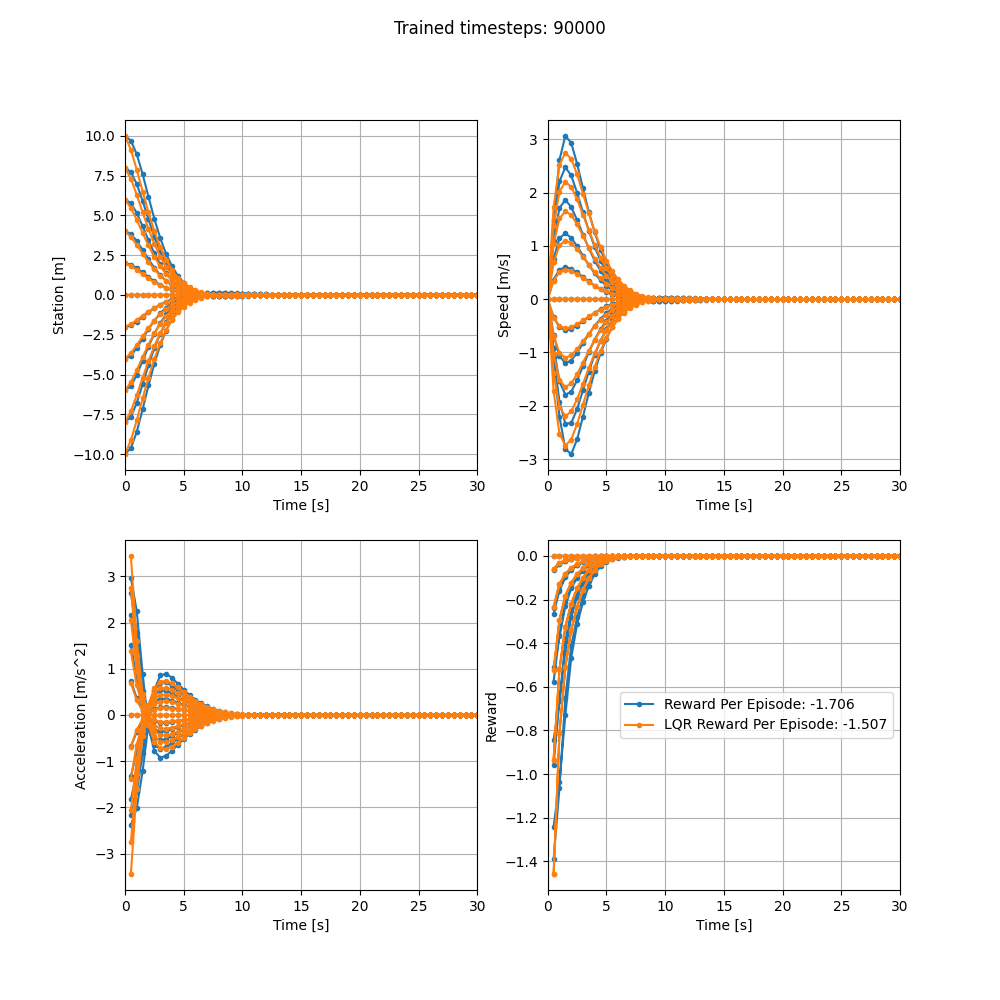 Trained timesteps: 90000
10.0
7.5
5.0
2.5
0.0
−2.5
−5.0
−7.5
−10.0
Station [m]
0 5 10 15 20 25 30
Time [s]
3
2
1
0
−1
−2
−3
Speed [m/s]
0 5 10 15 20 25 30
Time [s]
3
2
1
0
−1
−2
−3
Acceleration [m/s^2]
0 5 10 15 20 25 30
Time [s]
0.0
−0.2
−0.4
−0.6
−0.8
−1.0
−1.2
−1.4
Reward
Reward Per Episode: -1.706
LQR Reward Per Episode: -1.507
0 5 10 15 20 25 30
Time [s]